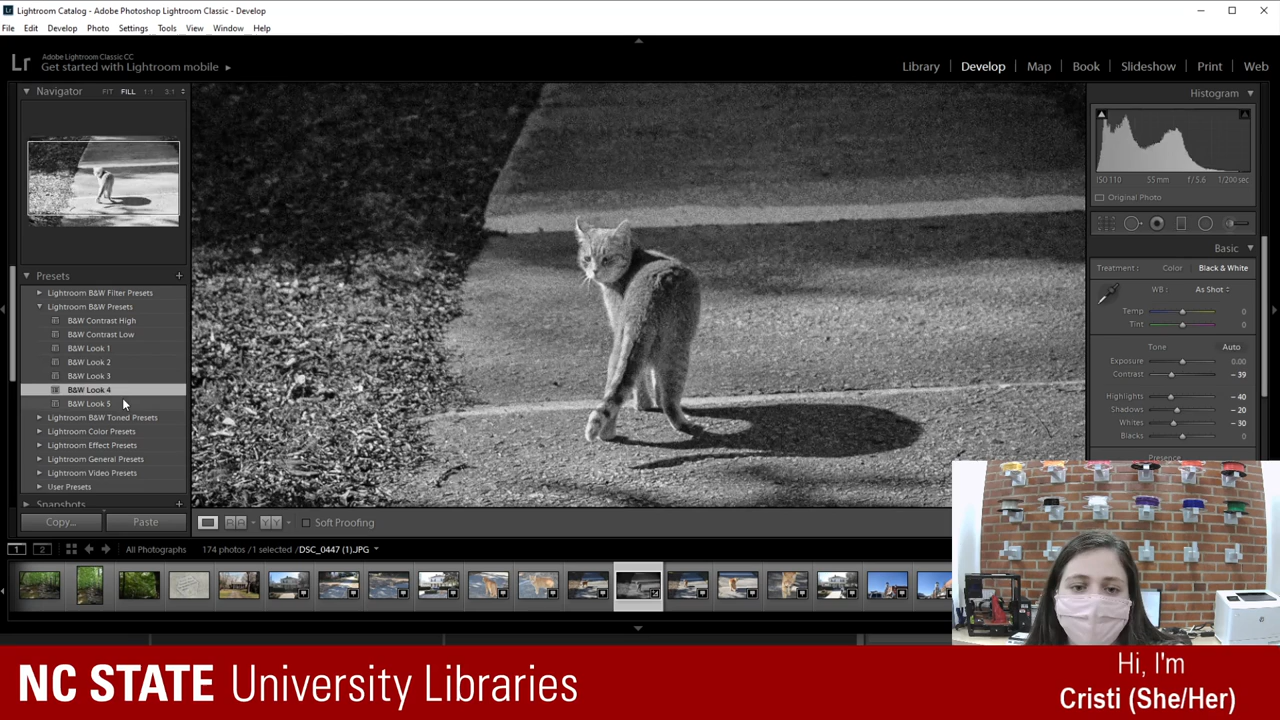 Lightroom Catalog - Adobe Photoshop Lightroom Classic - Develop
File Edit Develop Photo Settings Tools View Window Help
Lr
Adobe Lightroom Classic CC
Get started with Lightroom mobile
Library Develop Map Book Slideshow Print Web
Navigator FIT FILL 1:1 3:1
Histogram
ISO 110 55 mm f / 5.6 1/200 sec
Original Photo
Basic
Treatment: Color Black & White
WB: As Shot
Temp 0
Tint 0
Tone Auto
Exposure 0.00
Contrast – 39
Highlights – 40
Shadows – 20
Whites – 30
Blacks 0
Presence
Presets +
Lightroom B&W Filter Presets
Lightroom B&W Presets
B&W Contrast High
B&W Contrast Low
B&W Look 1
B&W Look 2
B&W Look 3
B&W Look 4
B&W Look 5
Lightroom B&W Toned Presets
Lightroom Color Presets
Lightroom Effect Presets
Lightroom General Presets
Lightroom Video Presets
User Presets
Snapshots +
Copy... Paste
Soft Proofing
1 2 All Photographs 174 photos / 1 selected / DSC_0447 (1).JPG
NC STATE University Libraries
Hi, I'm
Cristi (She/Her)